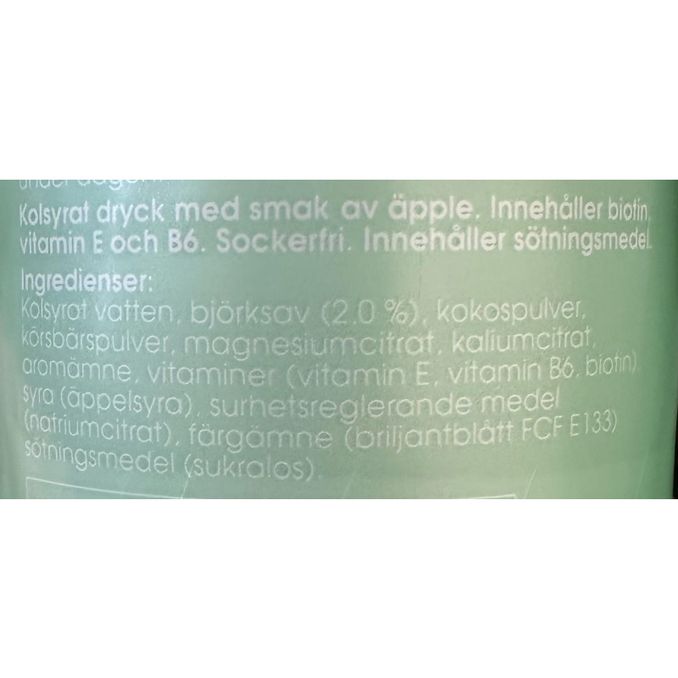 under dagen.
Kolsyrat dryck med smak av äpple. Innehåller biotin,
vitamin E och B6. Sockerfri. Innehåller sötningsmedel.
Ingredienser:
Kolsyrat vatten, björksav (2.0 %), kokospulver,
körsbärspulver, magnesiumcitrat, kaliumcitrat,
aromämne, vitaminer (vitamin E, vitamin B6, biotin),
syra (äppelsyra), surhetsreglerande medel
(natriumcitrat), färgämne (briljantblått FCF E133)
sötningsmedel (sukralos).